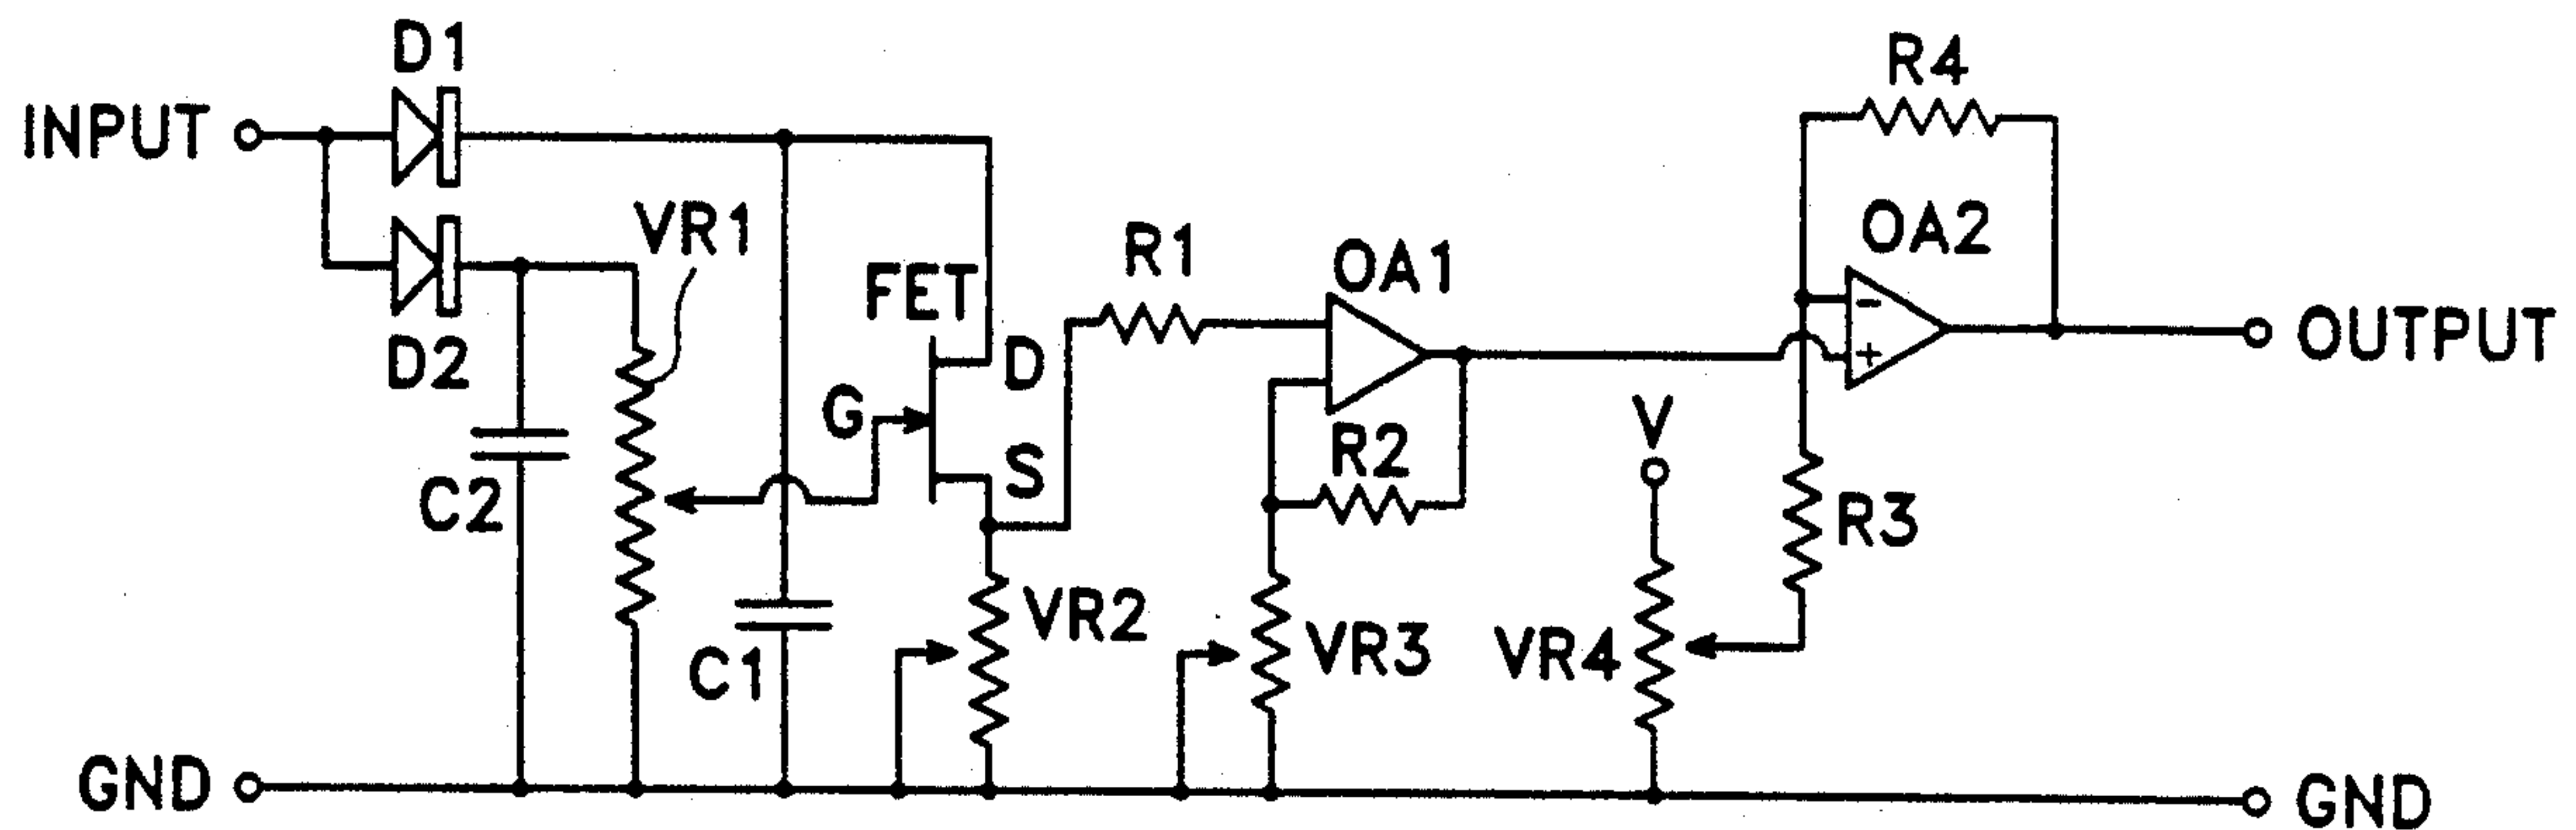 D1
R4
INPUT
VR1
OA2
R1
OA1
FET
-
OUTPUT
D2
D
+
G
V
S
R2
C2
R3
VR2
VR3
VR4
C1
GND
GND